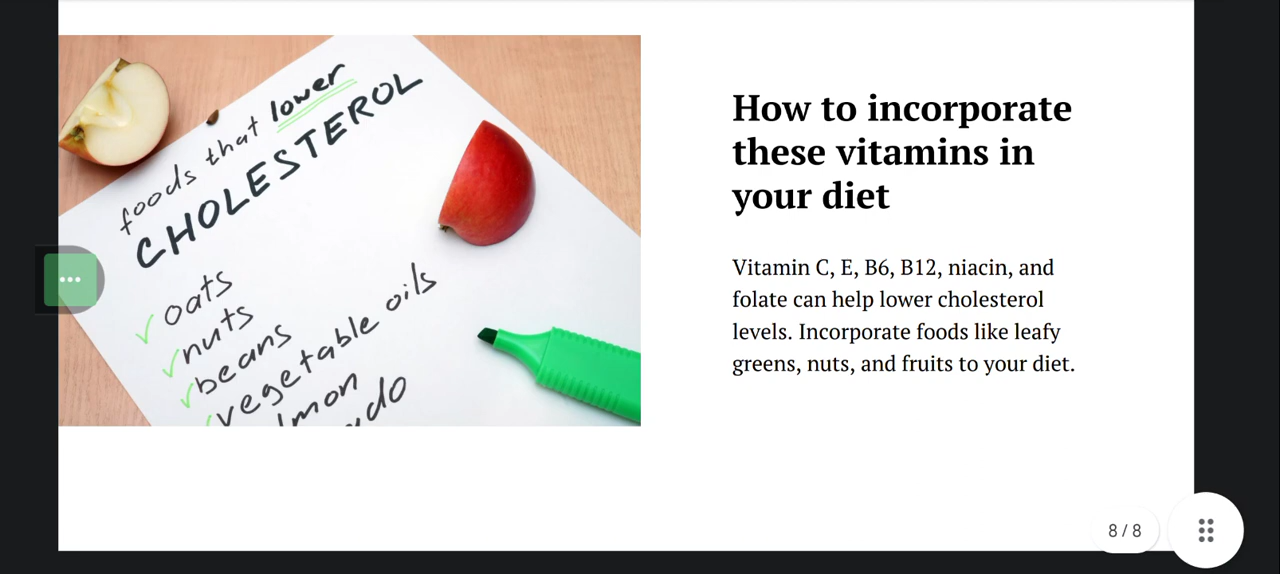 foods that lower
CHOLESTEROL
oats
nuts
beans
vegetable oils
How to incorporate
these vitamins in
your diet
Vitamin C, E, B6, B12, niacin, and
folate can help lower cholesterol
levels. Incorporate foods like leafy
greens, nuts, and fruits to your diet.
8 / 8